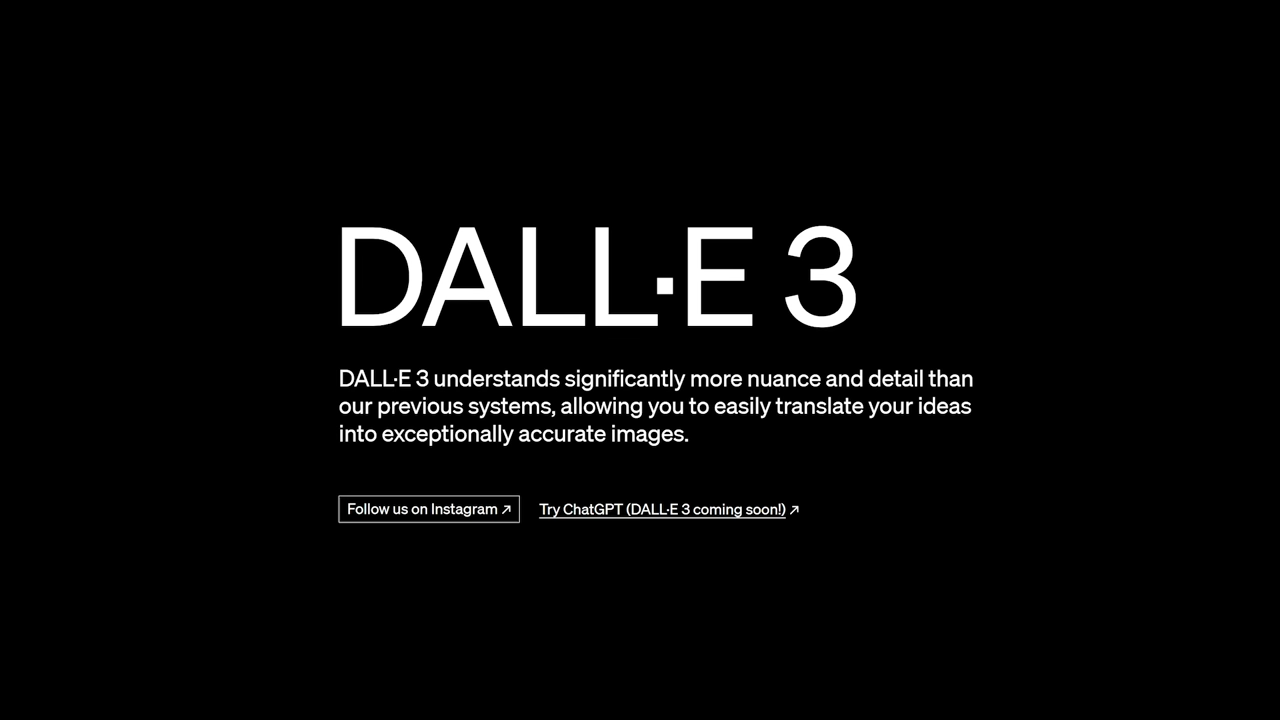 DALL·E 3
DALL·E 3 understands significantly more nuance and detail than
our previous systems, allowing you to easily translate your ideas
into exceptionally accurate images.
Follow us on Instagram ↗ Try ChatGPT (DALL·E 3 coming soon!) ↗